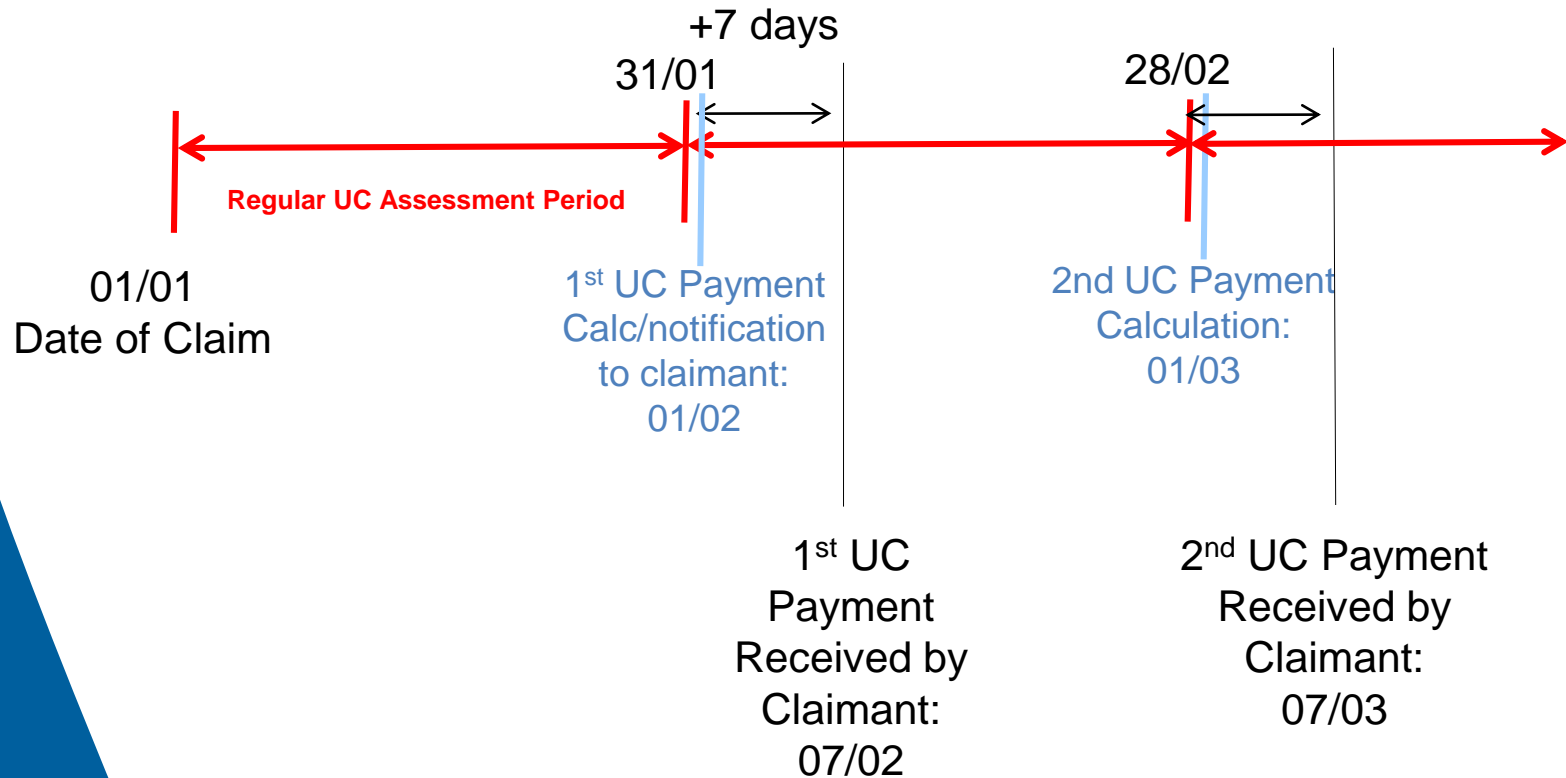 +7 days
31/01
28/02
Regular UC Assessment Period
01/01
Date of Claim
1st UC Payment
Calc/notification
to claimant:
01/02
2nd UC Payment
Calculation:
01/03
1st UC
Payment
Received by
Claimant:
07/02
2nd UC Payment
Received by
Claimant:
07/03